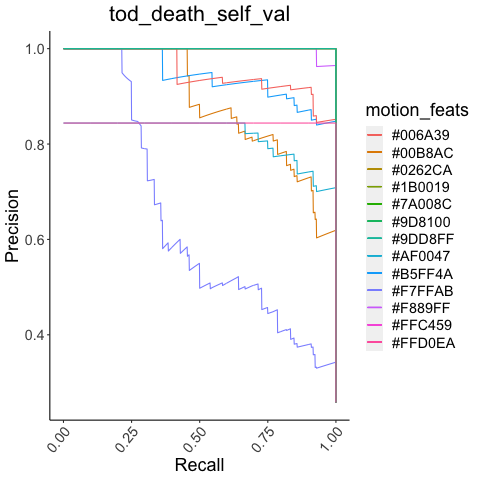 tod_death_self_val
1.0
0.8
0.6
0.4
Precision
0.00
0.25
0.50
0.75
1.00
Recall
motion_feats
#006A39
#00B8AC
#0262CA
#1B0019
#7A008C
#9D8100
#9DD8FF
#AF0047
#B5FF4A
#F7FFAB
#F889FF
#FFC459
#FFD0EA